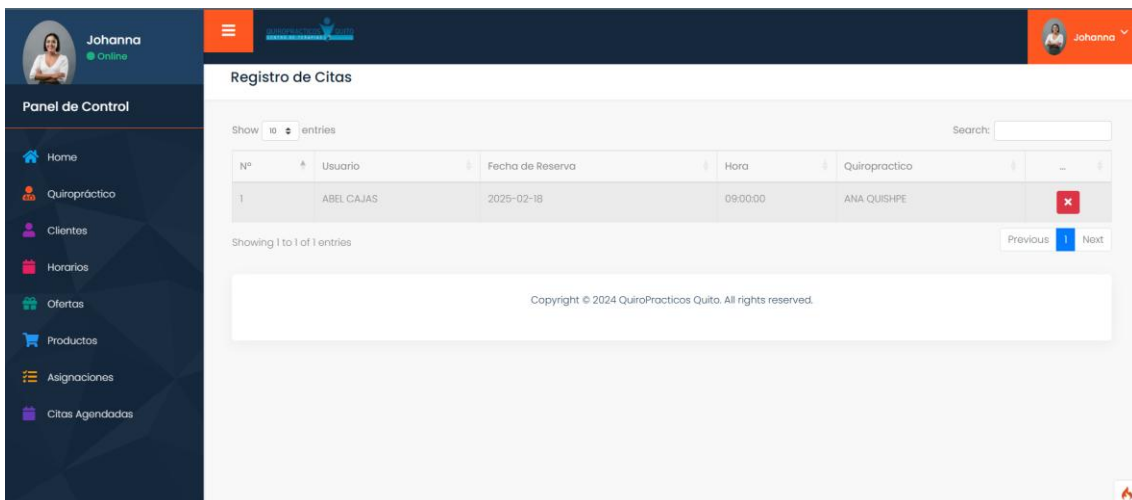 Johanna
Online
Panel de Control
Home
Quiropráctico
Clientes
Horarios
Ofertas
Productos
Asignaciones
Citas Agendadas
QUIROPRACTICOS QUITO
Johanna
Registro de Citas
Show 10 entries Search:
N° Usuario Fecha de Reserva Hora Quiropractico ...
1 ABEL CAJAS 2025-02-18 09:00:00 ANA QUISHPE
Showing 1 to 1 of 1 entries Previous 1 Next
Copyright © 2024 QuiroPracticos Quito. All rights reserved.